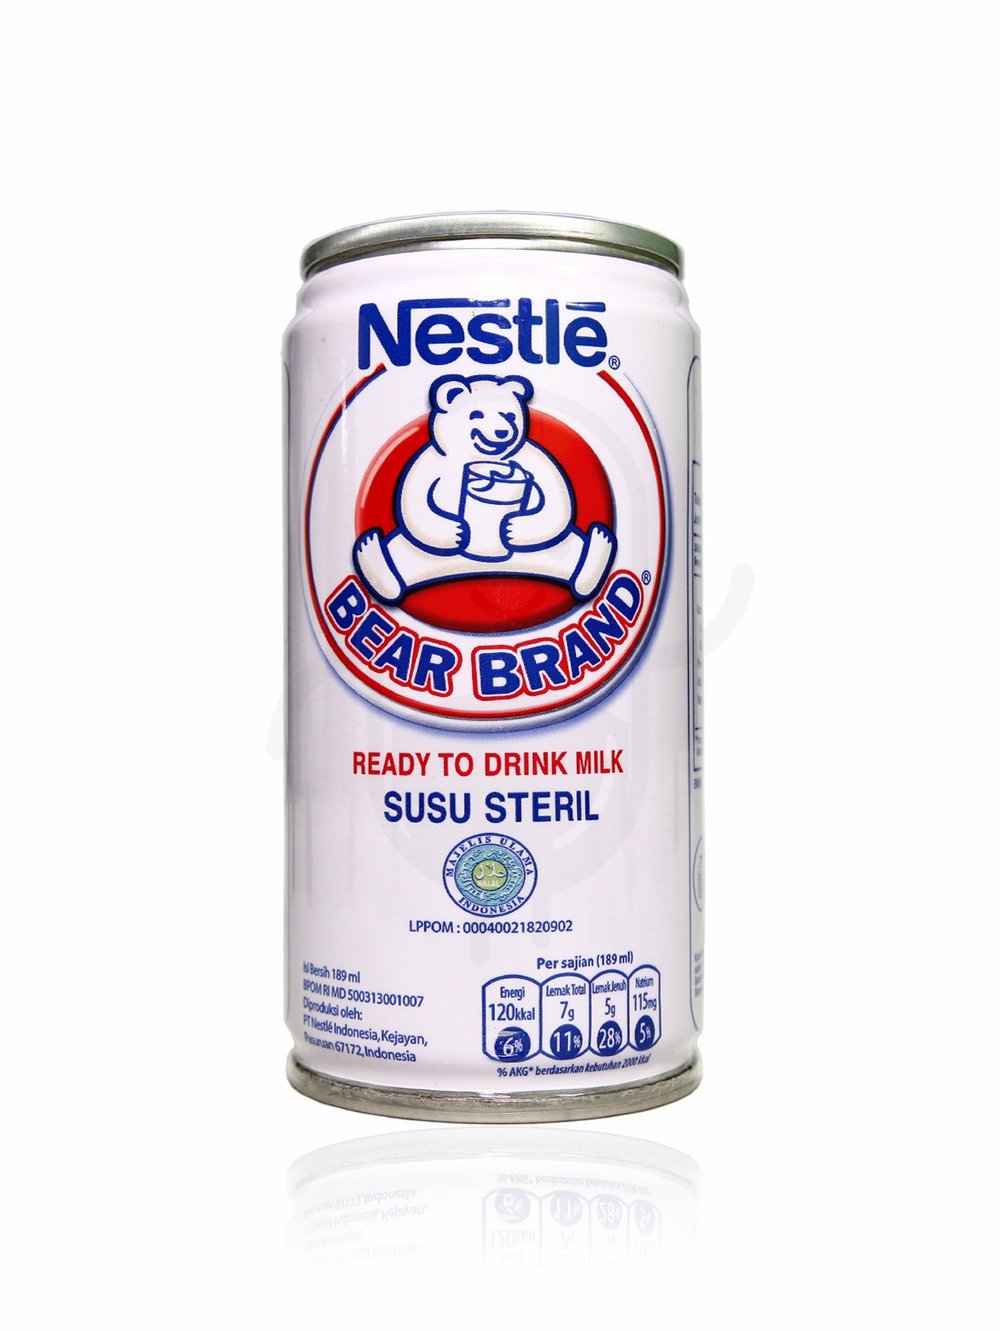 Nestlé®
BEAR BRAND®
READY TO DRINK MILK
SUSU STERIL
MAJELIS ULAMA
HALAL
INDONESIA
LPPOM : 00040021820902
Isi Bersih 189 ml
BPOM RI MD 500313001007
Diproduksi oleh:
PT Nestlé Indonesia, Kejayan,
Pasuruan 67172, Indonesia
Per sajian (189 ml)
Energi 120kkal 6%
Lemak Total 7g 11%
Lemak Jenuh 5g 28%
Natrium 115mg 5%
% AKG* berdasarkan kebutuhan 2000 kkal